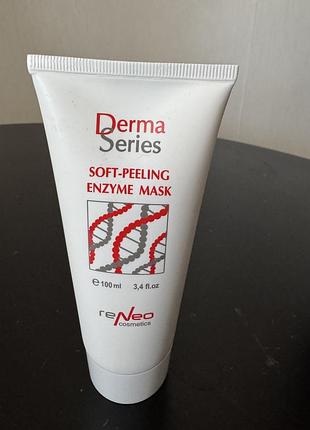 Derma
Series
SOFT-PEELING
ENZYME MASK
℮ 100 ml 3,4 fl.oz
reNeo
cosmetics